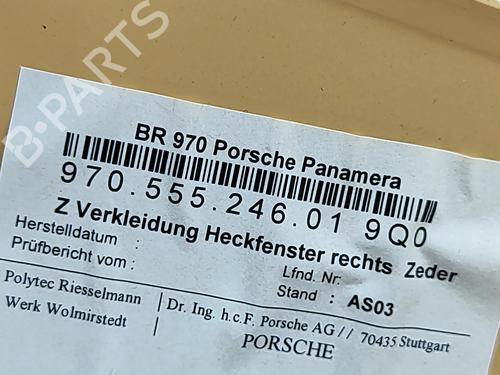 B-PARTS
BR 970 Porsche Panamera
970.555.246.01 9Q0
Z Verkleidung Heckfenster rechts Zeder
Herstelldatum :
Prüfbericht vom :
Lfnd. Nr:
Stand : AS03
Polytec Riesselmann
Werk Wolmirstedt
Dr. Ing. h.c.F. Porsche AG // 70435 Stuttgart
PORSCHE